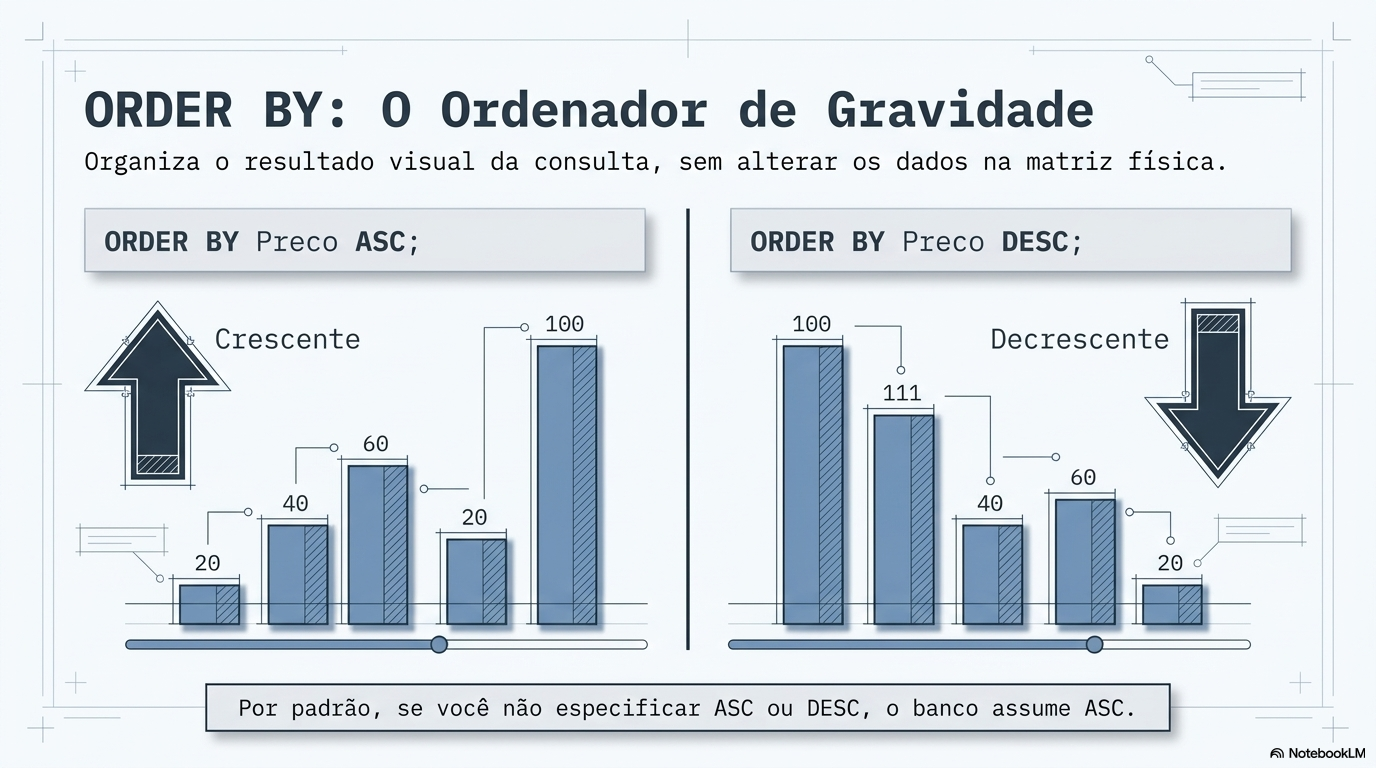 ORDER BY: O Ordenador de Gravidade
Organiza o resultado visual da consulta, sem alterar os dados na matriz física.
ORDER BY Preco ASC;
Crescente
20
40
60
20
100
ORDER BY Preco DESC;
Decrescente
100
111
40
60
20
Por padrão, se você não especificar ASC ou DESC, o banco assume ASC.
NotebookLM